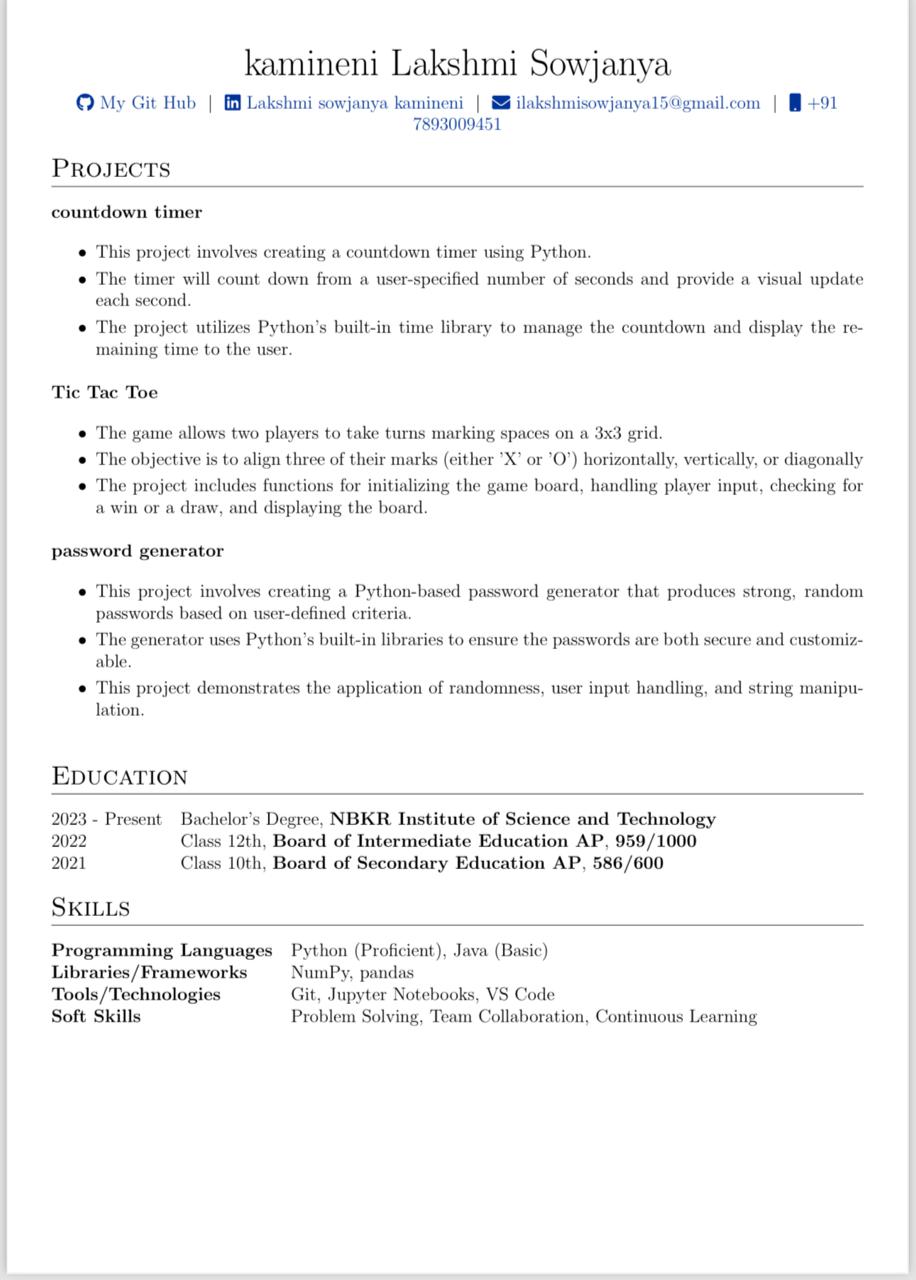 kamineni Lakshmi Sowjanya
My Git Hub | Lakshmi sowjanya kamineni | ilakshmisowjanya15@gmail.com | +91
7893009451
Projects
countdown timer
• This project involves creating a countdown timer using Python.
• The timer will count down from a user-specified number of seconds and provide a visual update
each second.
• The project utilizes Python's built-in time library to manage the countdown and display the re-
maining time to the user.
Tic Tac Toe
• The game allows two players to take turns marking spaces on a 3x3 grid.
• The objective is to align three of their marks (either 'X' or 'O') horizontally, vertically, or diagonally
• The project includes functions for initializing the game board, handling player input, checking for
a win or a draw, and displaying the board.
password generator
• This project involves creating a Python-based password generator that produces strong, random
passwords based on user-defined criteria.
• The generator uses Python's built-in libraries to ensure the passwords are both secure and customiz-
able.
• This project demonstrates the application of randomness, user input handling, and string manipu-
lation.
Education
2023 - Present Bachelor's Degree, NBKR Institute of Science and Technology
2022 Class 12th, Board of Intermediate Education AP, 959/1000
2021 Class 10th, Board of Secondary Education AP, 586/600
Skills
Programming Languages Python (Proficient), Java (Basic)
Libraries/Frameworks NumPy, pandas
Tools/Technologies Git, Jupyter Notebooks, VS Code
Soft Skills Problem Solving, Team Collaboration, Continuous Learning